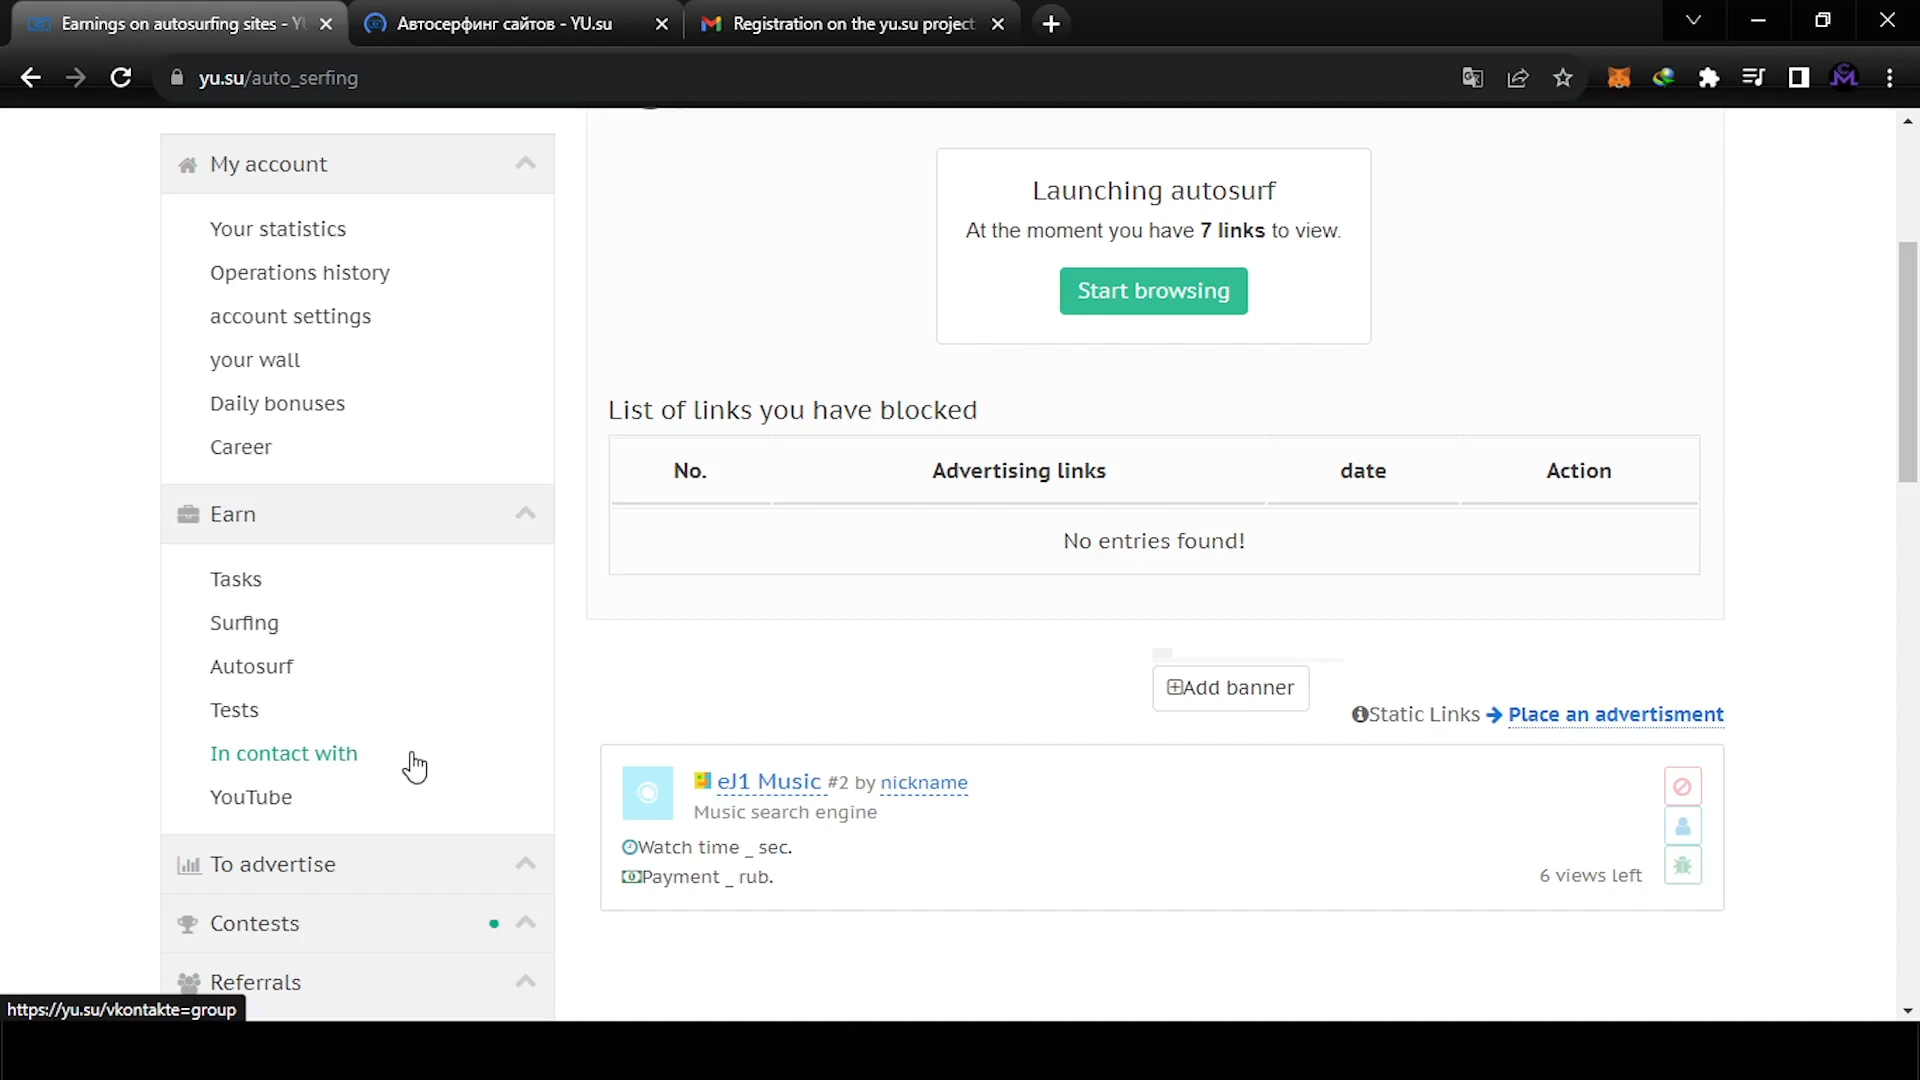 Earnings on autosurfing sites - YU
Автосерфинг сайтов - YU.su
Registration on the yu.su project
yu.su/auto_serfing
My account
Your statistics
Operations history
account settings
your wall
Daily bonuses
Career
Earn
Tasks
Surfing
Autosurf
Tests
In contact with
YouTube
To advertise
Contests
Referrals
Launching autosurf
At the moment you have 7 links to view.
Start browsing
List of links you have blocked
No. Advertising links date Action
No entries found!
Add banner
Static Links Place an advertisment
eJ1 Music #2 by nickname
Music search engine
Watch time _ sec.
Payment _ rub.
6 views left
https://yu.su/vkontakte=group